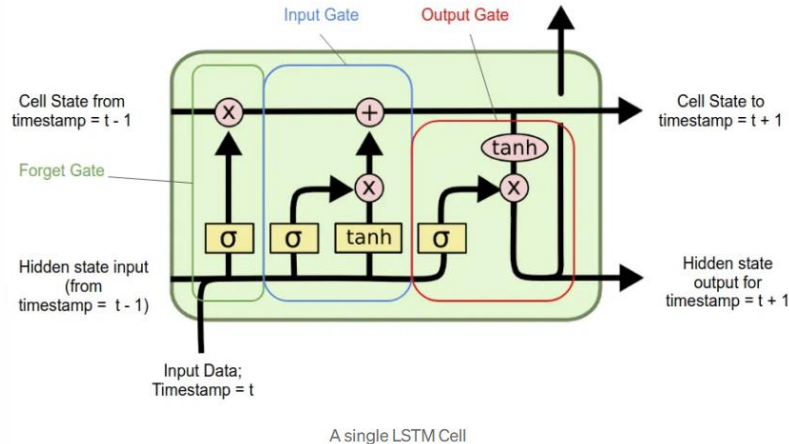 Input Gate
Output Gate
Cell State from
timestamp = t - 1
x
+
Cell State to
timestamp = t + 1
tanh
Forget Gate
x
x
σ
σ
tanh
σ
Hidden state input
(from
timestamp = t - 1)
Hidden state
output for
timestamp = t + 1
Input Data;
Timestamp = t
A single LSTM Cell